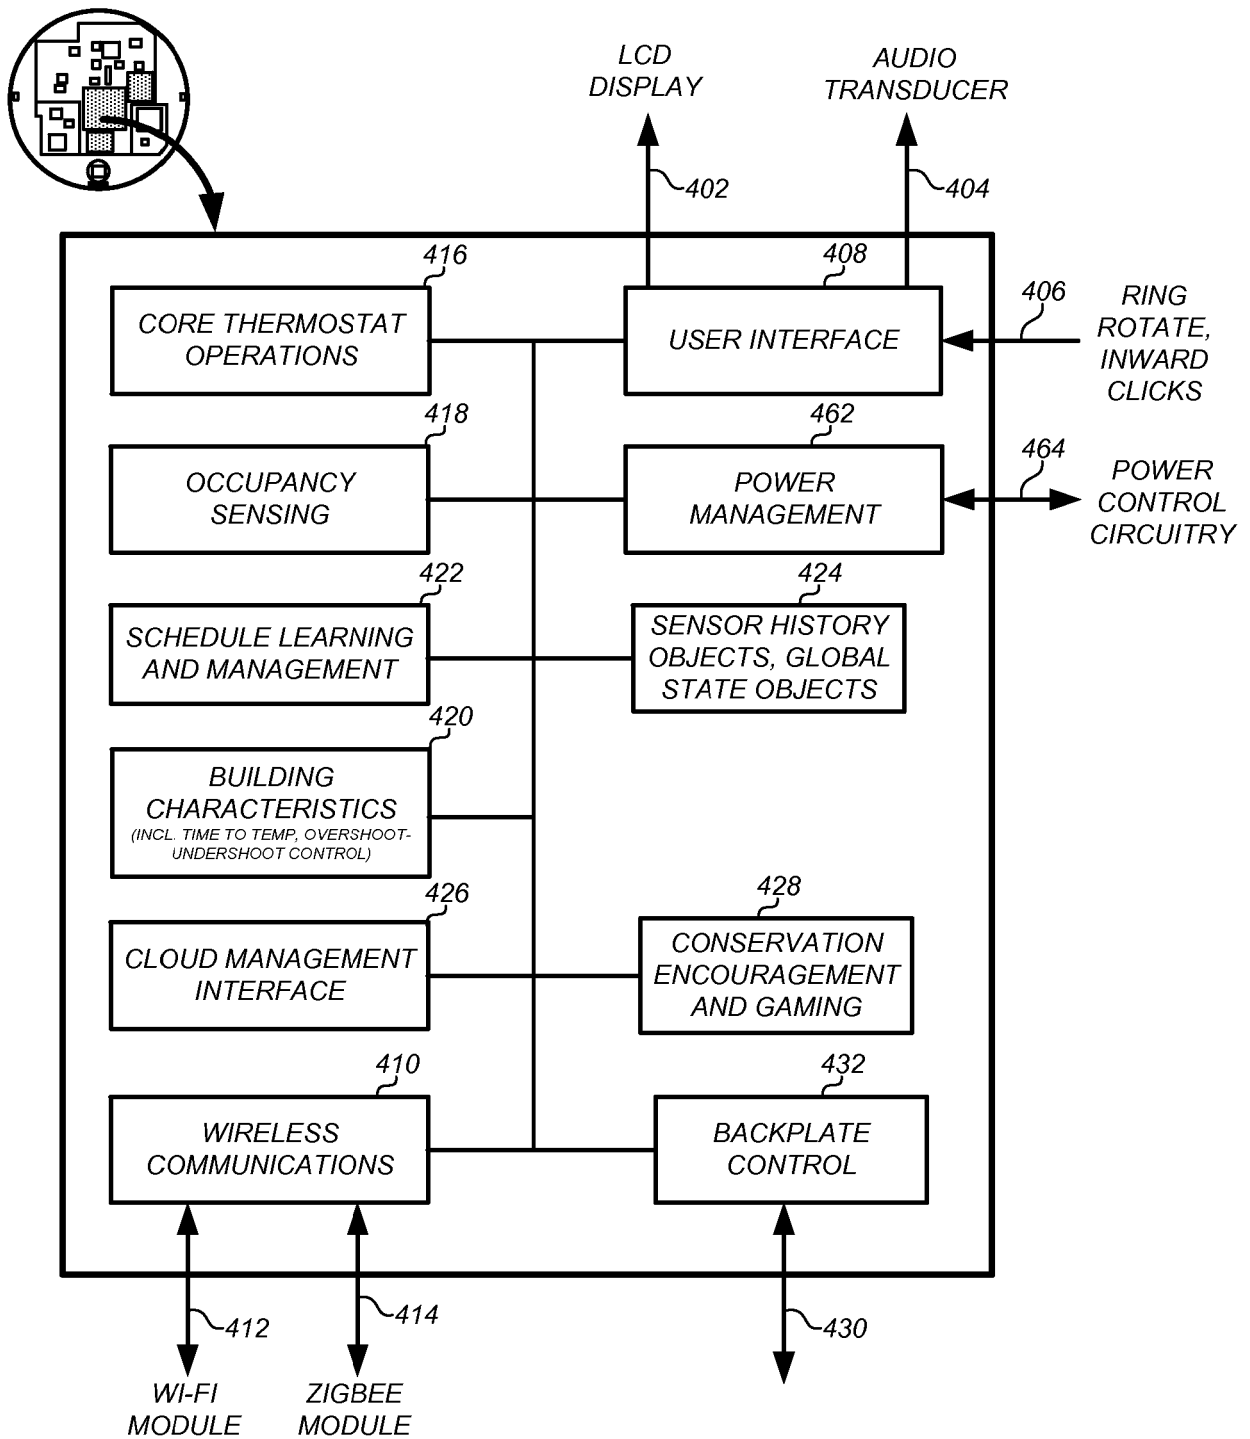 LCD
DISPLAY
AUDIO
TRANSDUCER
402
404
416
CORE THERMOSTAT
OPERATIONS
408
USER INTERFACE
406
RING
ROTATE,
INWARD
CLICKS
418
OCCUPANCY
SENSING
462
POWER
MANAGEMENT
464
POWER
CONTROL
CIRCUITRY
422
SCHEDULE LEARNING
AND MANAGEMENT
424
SENSOR HISTORY
OBJECTS, GLOBAL
STATE OBJECTS
420
BUILDING
CHARACTERISTICS
(INCL. TIME TO TEMP, OVERSHOOT-
UNDERSHOOT CONTROL)
426
CLOUD MANAGEMENT
INTERFACE
428
CONSERVATION
ENCOURAGEMENT
AND GAMING
410
WIRELESS
COMMUNICATIONS
432
BACKPLATE
CONTROL
412
414
430
WI-FI
MODULE
ZIGBEE
MODULE